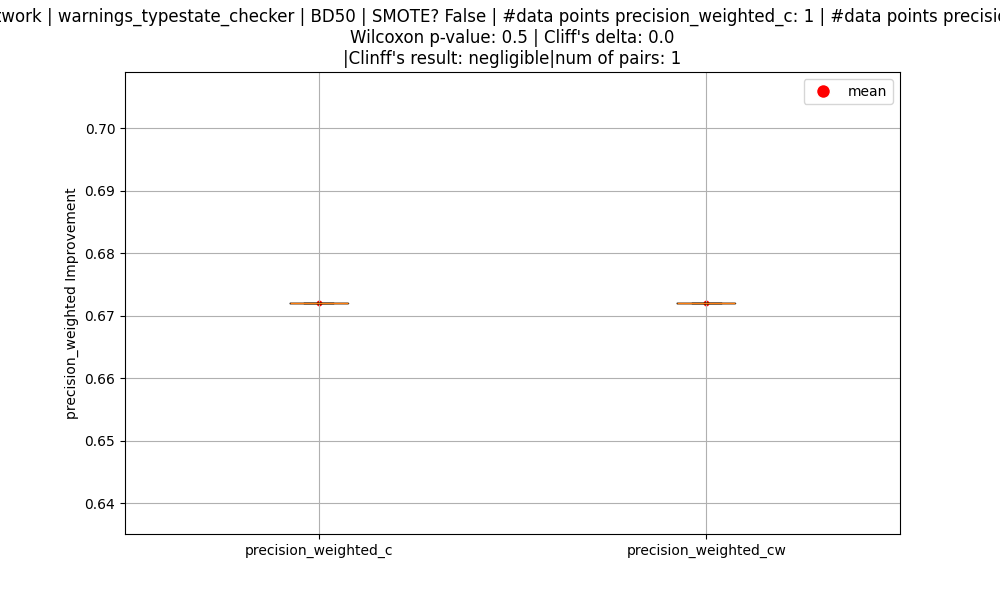 twork | warnings_typestate_checker | BD50 | SMOTE? False | #data points precision_weighted_c: 1 | #data points precisio
Wilcoxon p-value: 0.5 | Cliff's delta: 0.0
|Clinff's result: negligible|num of pairs: 1
mean
0.70
0.69
0.68
0.67
0.66
0.65
0.64
precision_weighted Improvement
precision_weighted_c precision_weighted_cw